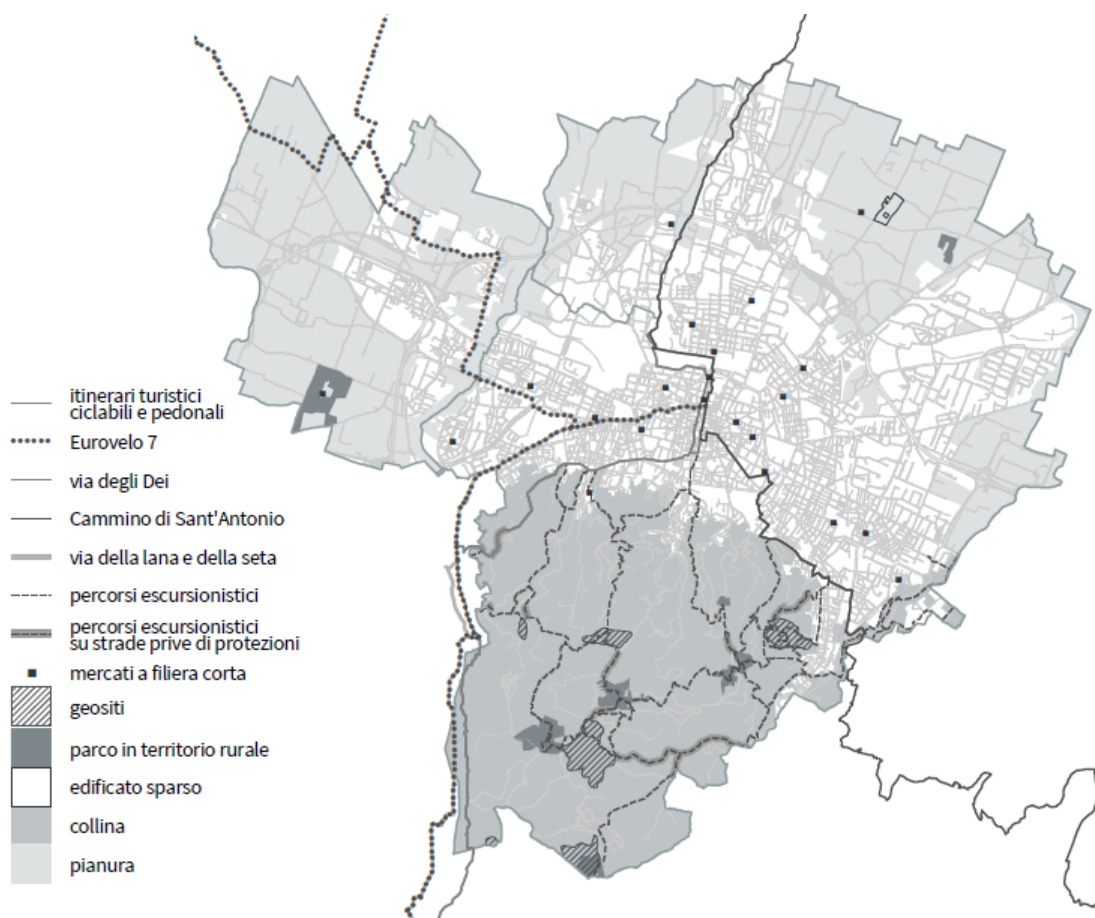 itinerari turistici
ciclabili e pedonali
Eurovelo 7
via degli Dei
Cammino di Sant'Antonio
via della lana e della seta
percorsi escursionistici
percorsi escursionistici
su strade prive di protezioni
mercati a filiera corta
geositi
parco in territorio rurale
edificato sparso
collina
pianura